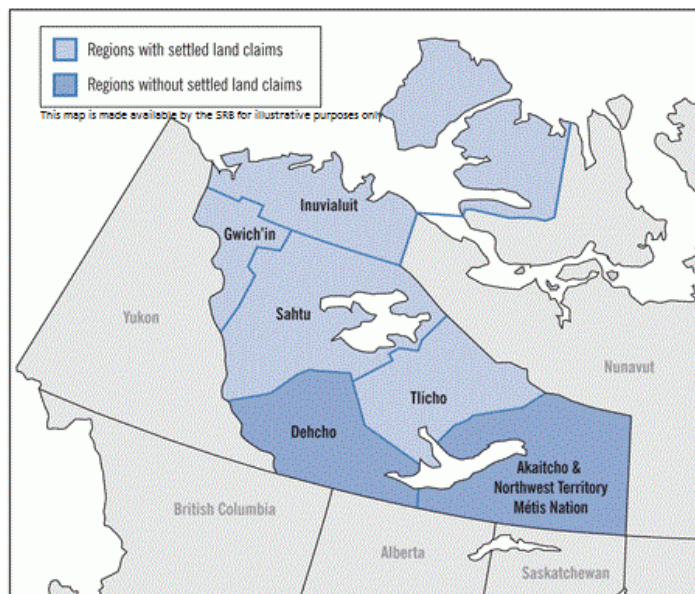 Regions with settled land claims
Regions without settled land claims
This map is made available by the SRB for illustrative purposes only
Inuvialuit
Gwich'in
Yukon
Sahtu
Nunavut
Tlicho
Dehcho
Akaitcho &
Northwest Territory
Métis Nation
British Columbia
Alberta
Saskatchewan